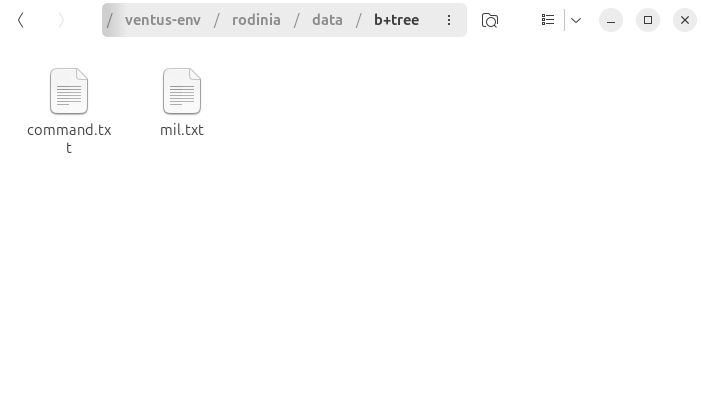 / ventus-env / rodinia / data / b+tree
command.tx
t
mil.txt